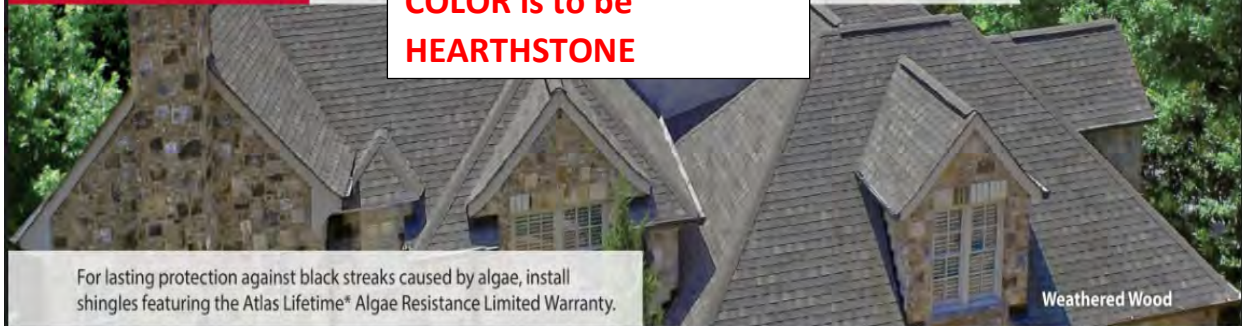 COLOR is to be
HEARTHSTONE
For lasting protection against black streaks caused by algae, install
shingles featuring the Atlas Lifetime* Algae Resistance Limited Warranty.
Weathered Wood